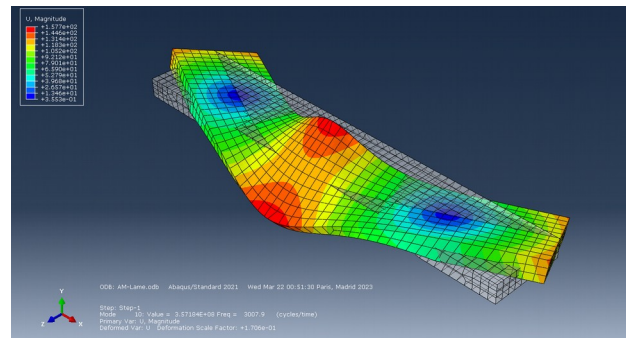 U, Magnitude
+1.577e+02
+1.446e+02
+1.314e+02
+1.183e+02
+1.052e+02
+9.212e+01
+7.901e+01
+6.590e+01
+5.279e+01
+3.968e+01
+2.657e+01
+1.346e+01
+3.553e-01
ODB: AM-Lame.odb Abaqus/Standard 2021 Wed Mar 22 00:51:30 Paris, Madrid 2023
Step: Step-1
Mode 10: Value = 3.57184E+08 Freq = 3007.9 (cycles/time)
Primary Var: U, Magnitude
Deformed Var: U Deformation Scale Factor: +1.706e+01
Y
Z
X